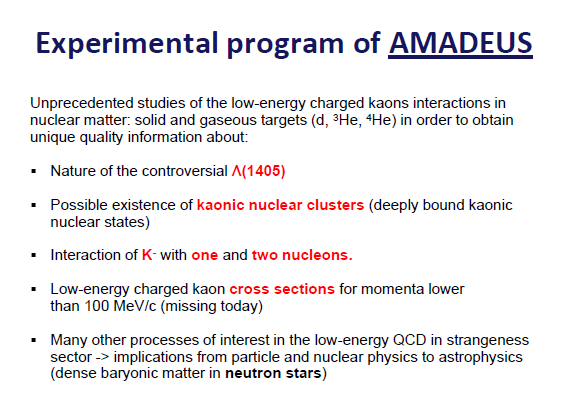 Experimental program of AMADEUS
Unprecedented studies of the low-energy charged kaons interactions in
nuclear matter: solid and gaseous targets (d, ³He, ⁴He) in order to obtain
unique quality information about:
▪ Nature of the controversial Λ(1405)
▪ Possible existence of kaonic nuclear clusters (deeply bound kaonic
nuclear states)
▪ Interaction of K⁻ with one and two nucleons.
▪ Low-energy charged kaon cross sections for momenta lower
than 100 MeV/c (missing today)
▪ Many other processes of interest in the low-energy QCD in strangeness
sector -> implications from particle and nuclear physics to astrophysics
(dense baryonic matter in neutron stars)